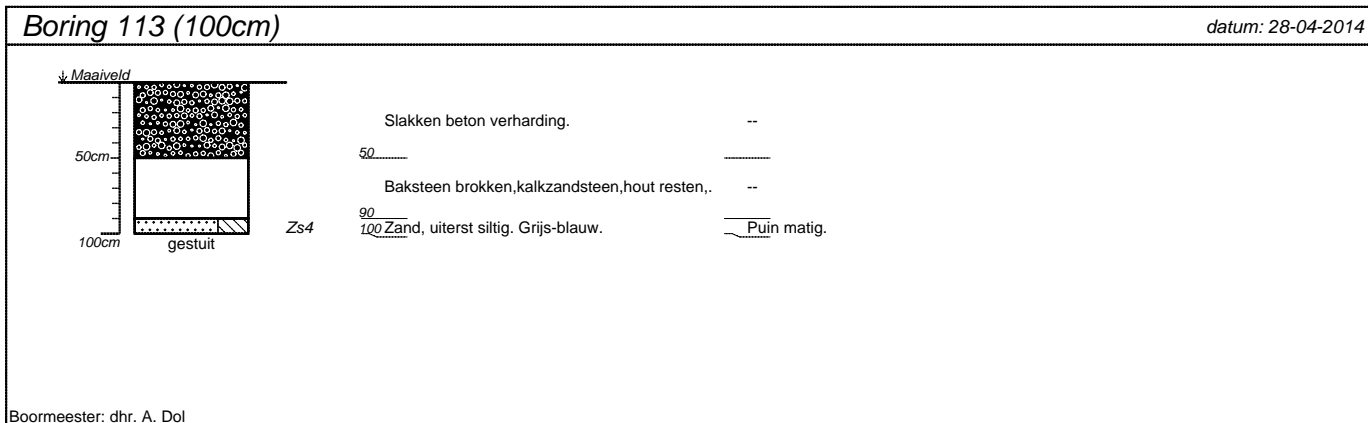 Boring 113 (100cm) datum: 28-04-2014
Maaiveld
Slakken beton verharding. --
50cm 50
Baksteen brokken,kalkzandsteen,hout resten,. --
90
Zs4 100 Zand, uiterst siltig. Grijs-blauw. Puin matig.
100cm gestuit
Boormeester: dhr. A. Dol